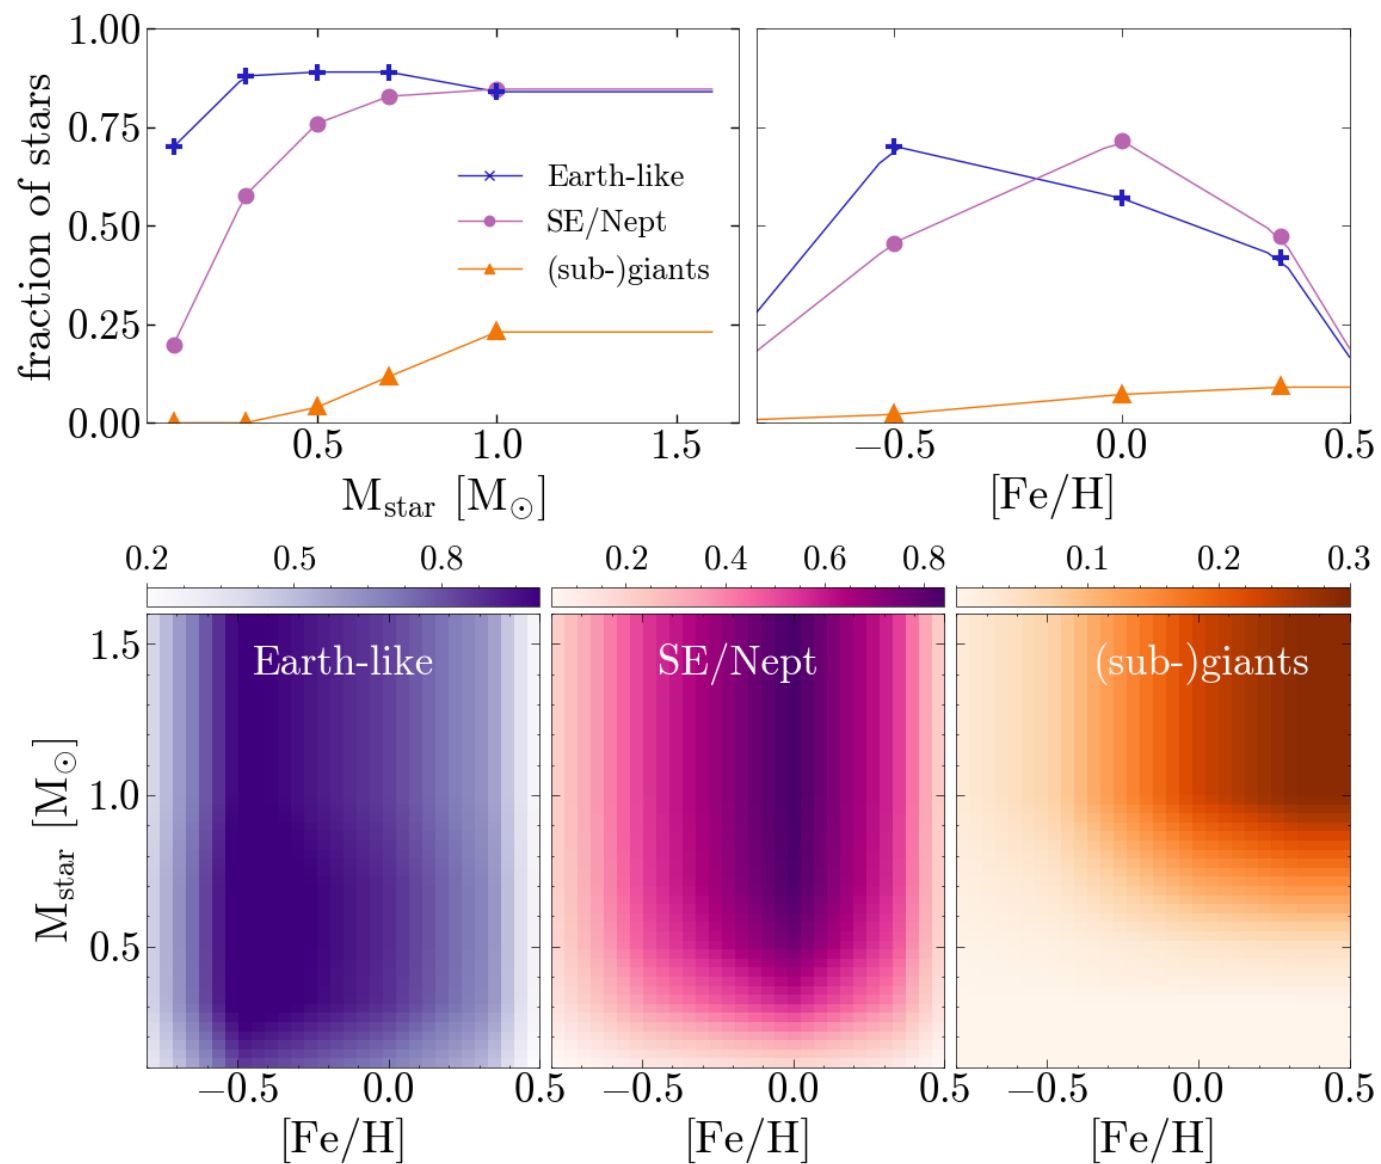 fraction of stars
1.00
0.75
0.50
0.25
0.00
Earth-like
SE/Nept
(sub-)giants
0.5 1.0 1.5
M_star [M_⊙]
−0.5 0.0 0.5
[Fe/H]
0.2 0.5 0.8
0.2 0.4 0.6 0.8
0.1 0.2 0.3
M_star [M_⊙]
1.5
1.0
0.5
Earth-like
SE/Nept
(sub-)giants
−0.5 0.0 0.5
−0.5 0.0 0.5
−0.5 0.0 0.5
[Fe/H]
[Fe/H]
[Fe/H]